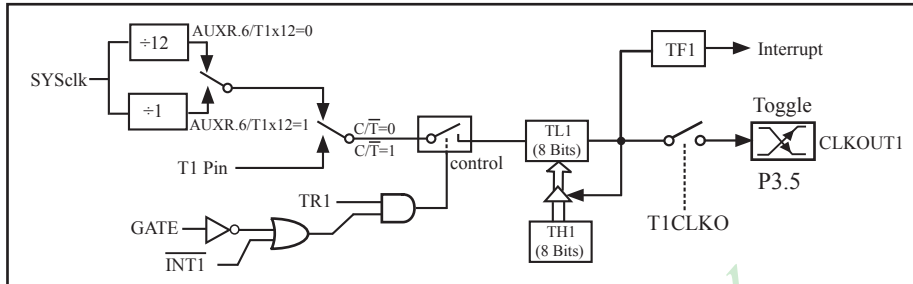 AUXR.6/T1x12=0
÷12
SYSclk
÷1
AUXR.6/T1x12=1
T1 Pin
C/T̅=0
C/T̅=1
control
TR1
GATE
I̅N̅T̅1̅
TL1
(8 Bits)
TH1
(8 Bits)
TF1
Interrupt
Toggle
CLKOUT1
P3.5
T1CLKO